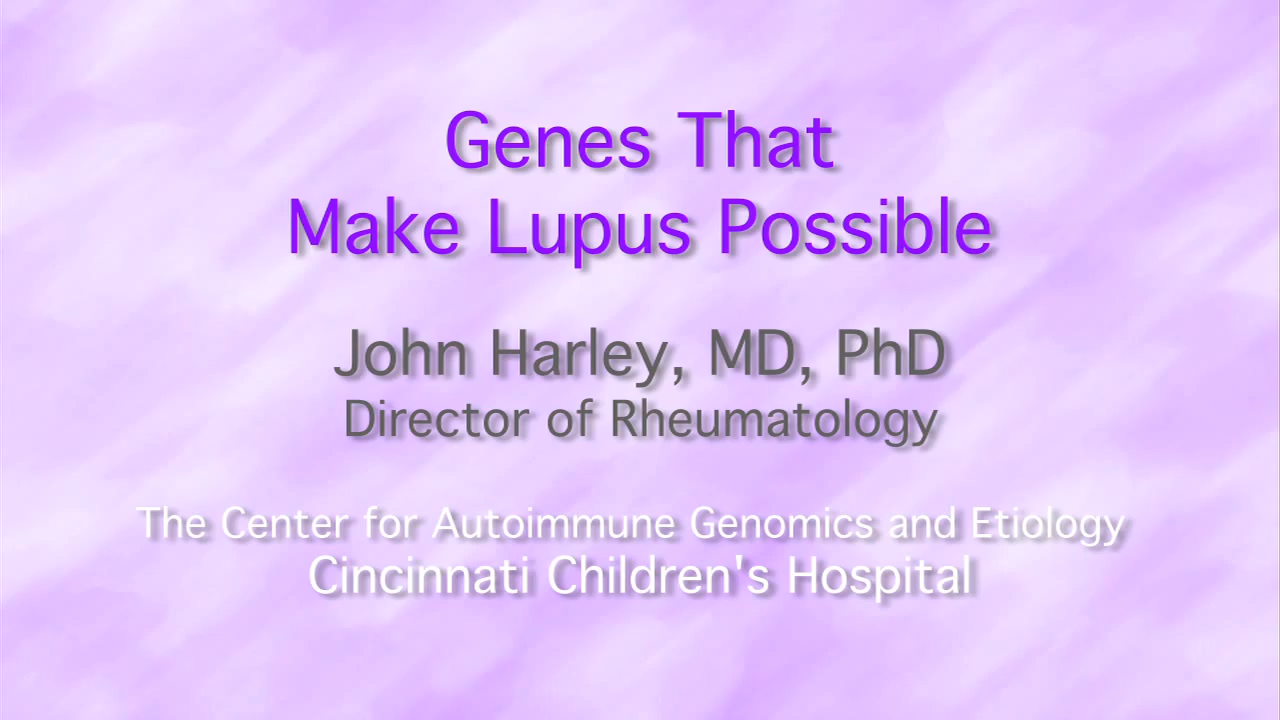 Genes That
Make Lupus Possible
John Harley, MD, PhD
Director of Rheumatology
The Center for Autoimmune Genomics and Etiology
Cincinnati Children's Hospital